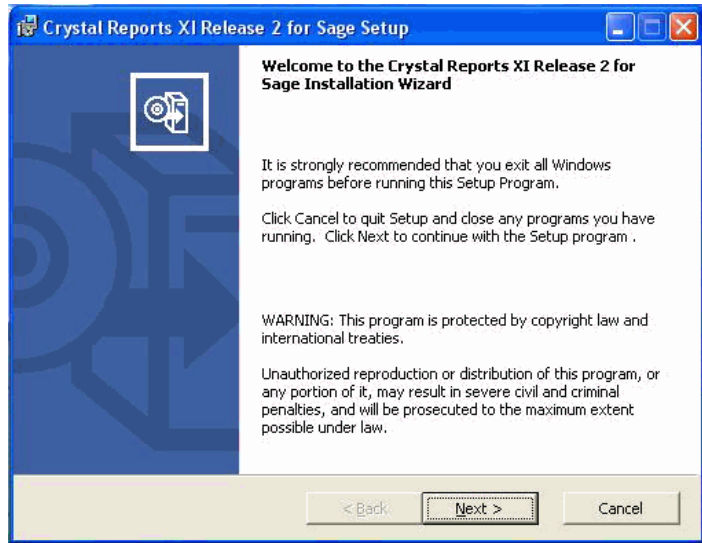 Crystal Reports XI Release 2 for Sage Setup
Welcome to the Crystal Reports XI Release 2 for
Sage Installation Wizard
It is strongly recommended that you exit all Windows
programs before running this Setup Program.
Click Cancel to quit Setup and close any programs you have
running. Click Next to continue with the Setup program .
WARNING: This program is protected by copyright law and
international treaties.
Unauthorized reproduction or distribution of this program, or
any portion of it, may result in severe civil and criminal
penalties, and will be prosecuted to the maximum extent
possible under law.
< Back
Next >
Cancel